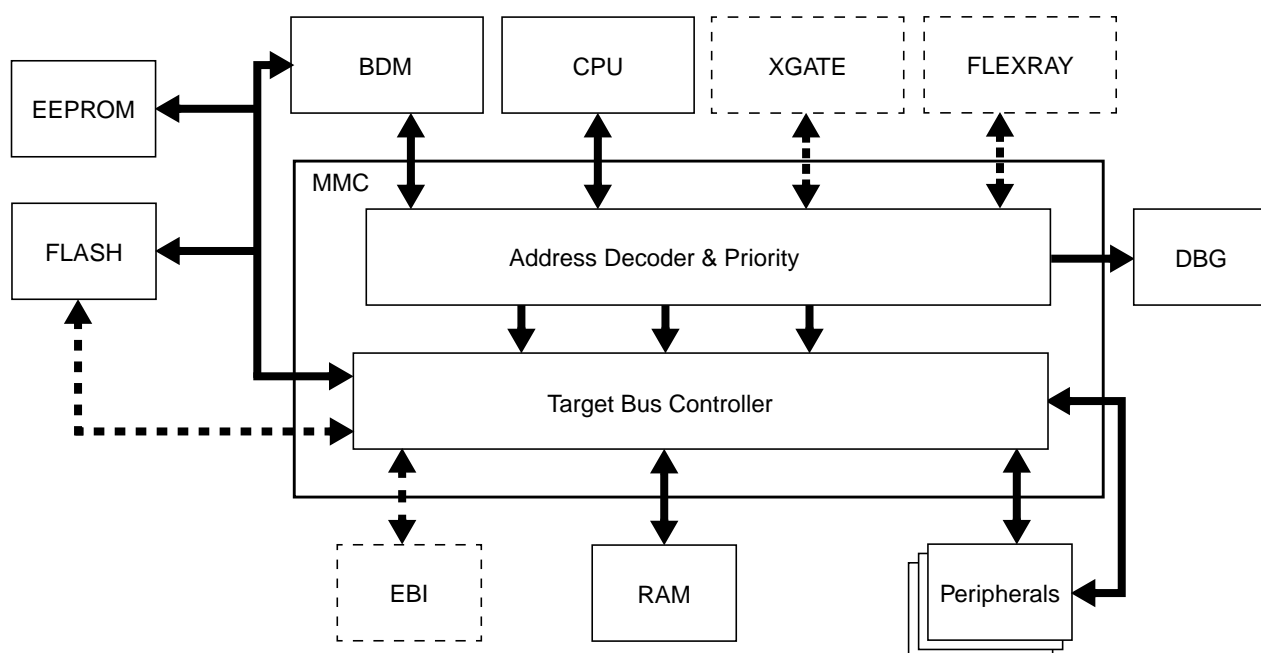 BDM
CPU
XGATE
FLEXRAY
EEPROM
MMC
FLASH
Address Decoder & Priority
DBG
Target Bus Controller
EBI
RAM
Peripherals